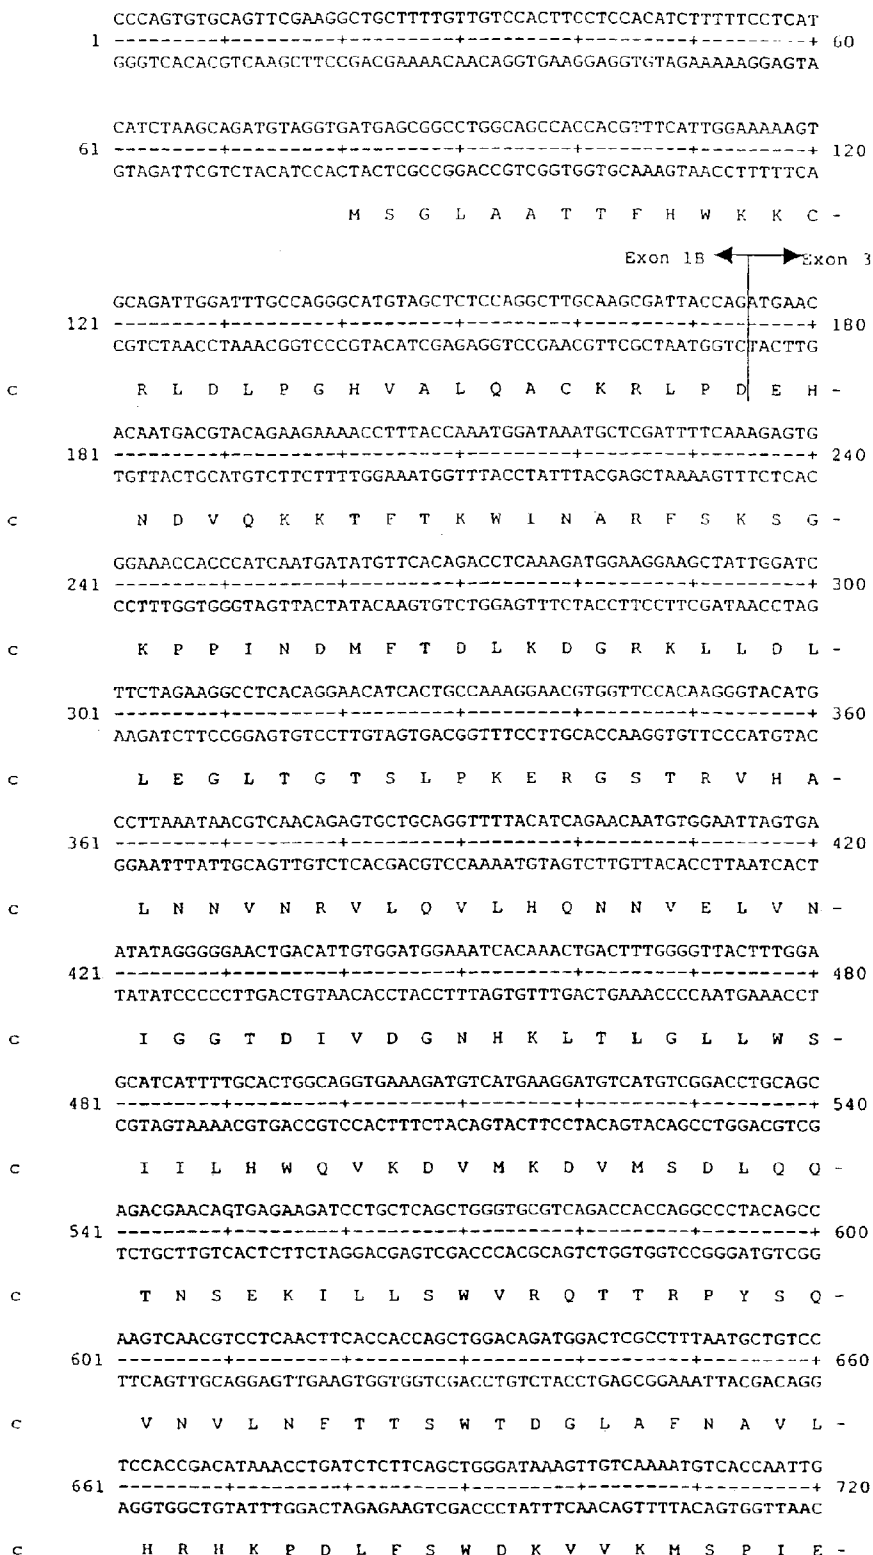 CCCAGTGTGCAGTTCGAAGGCTGCTTTTGTTGTCCACTTCCTCCACATCTTTTTCCTCAT
1 ---------+---------+---------+---------+---------+---------+ 60
GGGTCACACGTCAAGCTTCCGACGAAAACAACAGGTGAAGGAGGTGTAGAAAAAGGAGTA
CATCTAAGCAGATGTAGGTGATGAGCGGCCTGGCAGCCACCACGTTTCATTGGAAAAAGT
61 ---------+---------+---------+---------+---------+---------+ 120
GTAGATTCGTCTACATCCACTACTCGCCGGACCGTCGGTGGTGCAAAGTAACCTTTTTCA
M S G L A A T T F H W K K C -
Exon 1B Exon 3
GCAGATTGGATTTGCCAGGGCATGTAGCTCTCCAGGCTTGCAAGCGATTACCAGATGAAC
121 ---------+---------+---------+---------+---------+---------+ 180
CGTCTAACCTAAACGGTCCCGTACATCGAGAGGTCCGAACGTTCGCTAATGGTCTACTTG
c R L D L P G H V A L Q A C K R L P D E H -
ACAATGACGTACAGAAGAAAACCTTTACCAAATGGATAAATGCTCGATTTTCAAAGAGTG
181 ---------+---------+---------+---------+---------+---------+ 240
TGTTACTGCATGTCTTCTTTTGGAAATGGTTTACCTATTTACGAGCTAAAAGTTTCTCAC
c N D V Q K K T F T K W I N A R F S K S G -
GGAAACCACCCATCAATGATATGTTCACAGACCTCAAAGATGGAAGGAAGCTATTGGATC
241 ---------+---------+---------+---------+---------+---------+ 300
CCTTTGGTGGGTAGTTACTATACAAGTGTCTGGAGTTTCTACCTTCCTTCGATAACCTAG
c K P P I N D M F T D L K D G R K L L D L -
TTCTAGAAGGCCTCACAGGAACATCACTGCCAAAGGAACGTGGTTCCACAAGGGTACATG
301 ---------+---------+---------+---------+---------+---------+ 360
AAGATCTTCCGGAGTGTCCTTGTAGTGACGGTTTCCTTGCACCAAGGTGTTCCCATGTAC
c L E G L T G T S L P K E R G S T R V H A -
CCTTAAATAACGTCAACAGAGTGCTGCAGGTTTTACATCAGAACAATGTGGAATTAGTGA
361 ---------+---------+---------+---------+---------+---------+ 420
GGAATTTATTGCAGTTGTCTCACGACGTCCAAAATGTAGTCTTGTTACACCTTAATCACT
c L N N V N R V L Q V L H Q N N V E L V N -
ATATAGGGGGAACTGACATTGTGGATGGAAATCACAAACTGACTTTGGGGTTACTTTGGA
421 ---------+---------+---------+---------+---------+---------+ 480
TATATCCCCCTTGACTGTAACACCTACCTTTAGTGTTTGACTGAAACCCCAATGAAACCT
c I G G T D I V D G N H K L T L G L L W S -
GCATCATTTTGCACTGGCAGGTGAAAGATGTCATGAAGGATGTCATGTCGGACCTGCAGC
481 ---------+---------+---------+---------+---------+---------+ 540
CGTAGTAAAACGTGACCGTCCACTTTCTACAGTACTTCCTACAGTACAGCCTGGACGTCG
c I I L H W Q V K D V M K D V M S D L Q Q -
AGACGAACAGTGAGAAGATCCTGCTCAGCTGGGTGCGTCAGACCACCAGGCCCTACAGCC
541 ---------+---------+---------+---------+---------+---------+ 600
TCTGCTTGTCACTCTTCTAGGACGAGTCGACCCACGCAGTCTGGTGGTCCGGGATGTCGG
c T N S E K I L L S W V R Q T T R P Y S Q -
AAGTCAACGTCCTCAACTTCACCACCAGCTGGACAGATGGACTCGCCTTTAATGCTGTCC
601 ---------+---------+---------+---------+---------+---------+ 660
TTCAGTTGCAGGAGTTGAAGTGGTGGTCGACCTGTCTACCTGAGCGGAAATTACGACAGG
c V N V L N F T T S W T D G L A F N A V L -
TCCACCGACATAAACCTGATCTCTTCAGCTGGGATAAAGTTGTCAAAATGTCACCAATTG
661 ---------+---------+---------+---------+---------+---------+ 720
AGGTGGCTGTATTTGGACTAGAGAAGTCGACCCTATTTCAACAGTTTTACAGTGGTTAAC
c H R H K P D L F S W D K V V K M S P I E -